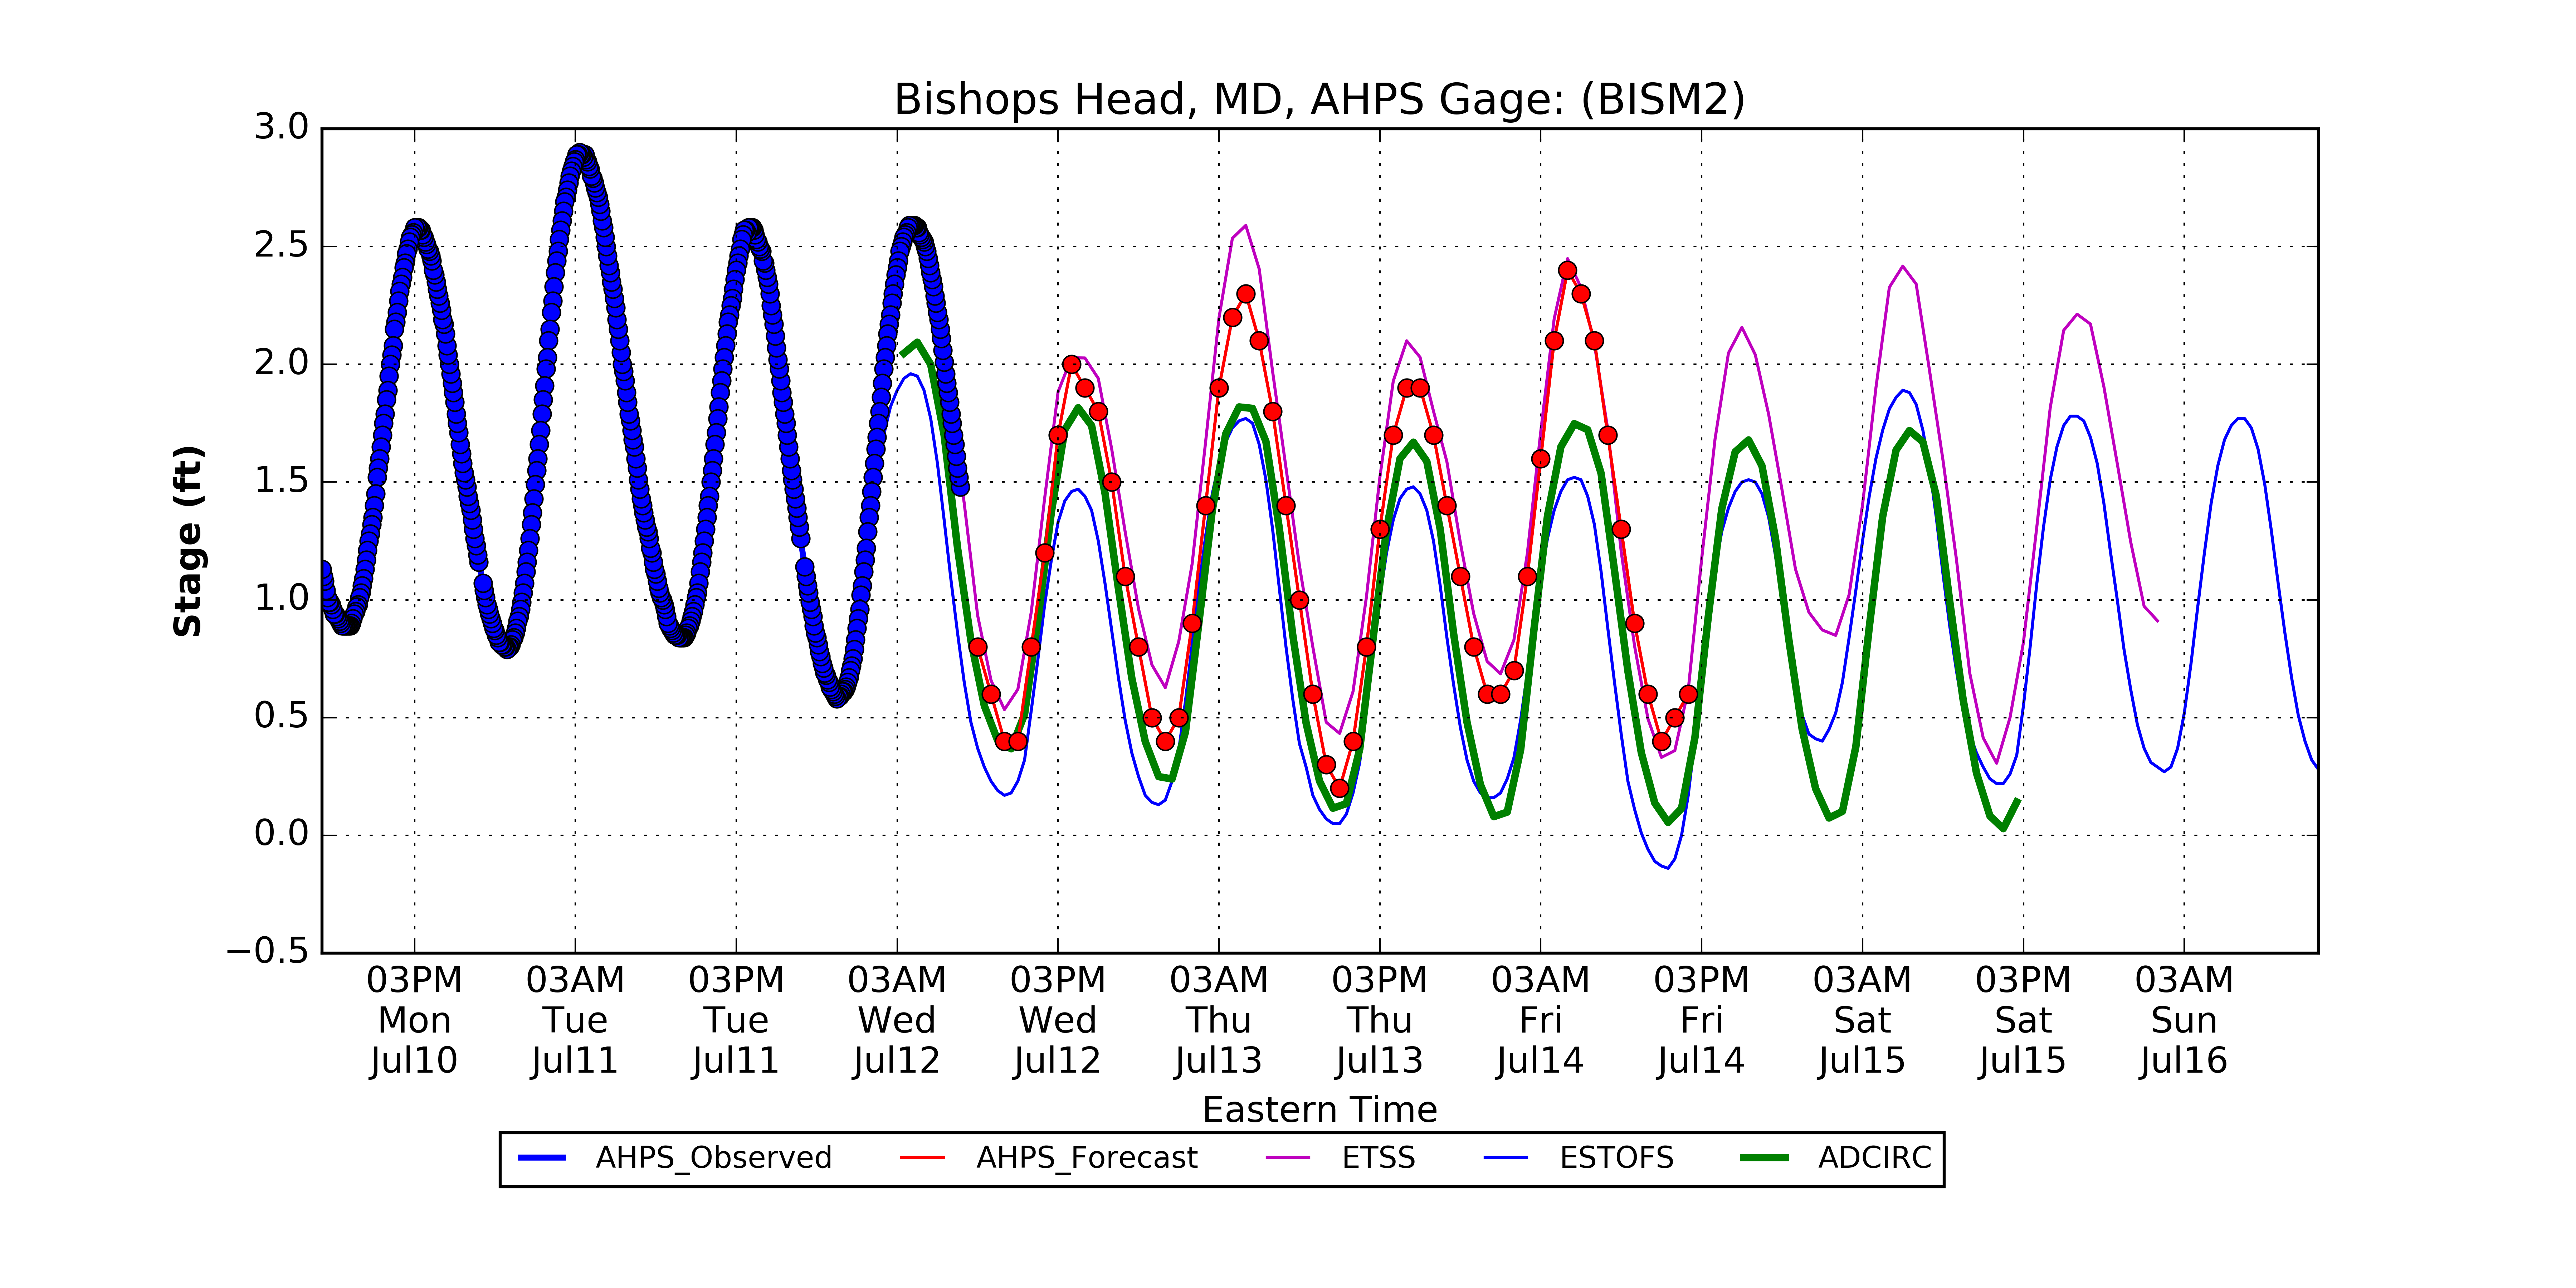 Bishops Head, MD, AHPS Gage: (BISM2)
3.0
2.5
2.0
1.5
1.0
0.5
0.0
−0.5
Stage (ft)
03PM 03AM 03PM 03AM 03PM 03AM 03PM 03AM 03PM 03AM 03PM 03AM
Mon Tue Tue Wed Wed Thu Thu Fri Fri Sat Sat Sun
Jul10 Jul11 Jul11 Jul12 Jul12 Jul13 Jul13 Jul14 Jul14 Jul15 Jul15 Jul16
Eastern Time
AHPS_Observed AHPS_Forecast ETSS ESTOFS ADCIRC